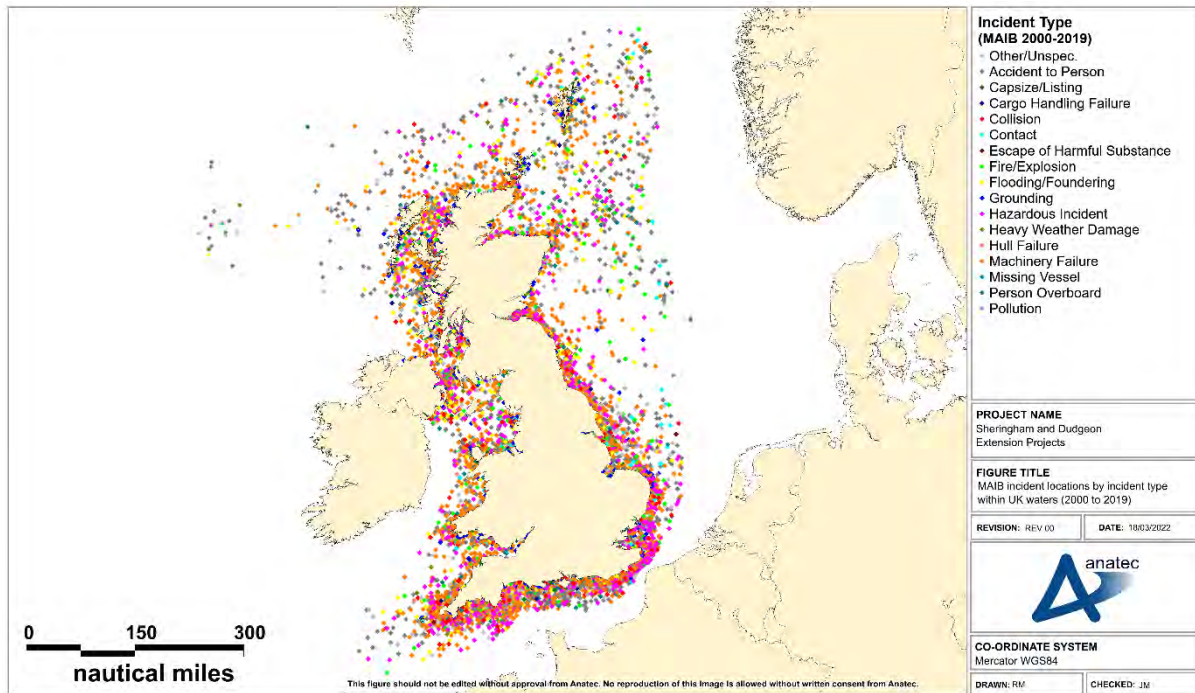 Incident Type
(MAIB 2000-2019)
Other/Unspec.
Accident to Person
Capsize/Listing
Cargo Handling Failure
Collision
Contact
Escape of Harmful Substance
Fire/Explosion
Flooding/Foundering
Grounding
Hazardous Incident
Heavy Weather Damage
Hull Failure
Machinery Failure
Missing Vessel
Person Overboard
Pollution
PROJECT NAME
Sheringham and Dudgeon
Extension Projects
FIGURE TITLE
MAIB incident locations by incident type
within UK waters (2000 to 2019)
REVISION: REV 00 DATE: 18/03/2022
anatec
CO-ORDINATE SYSTEM
Mercator WGS84
DRAWN: RM CHECKED: JM
0 150 300
nautical miles
This figure should not be edited without approval from Anatec. No reproduction of this image is allowed without written consent from Anatec.